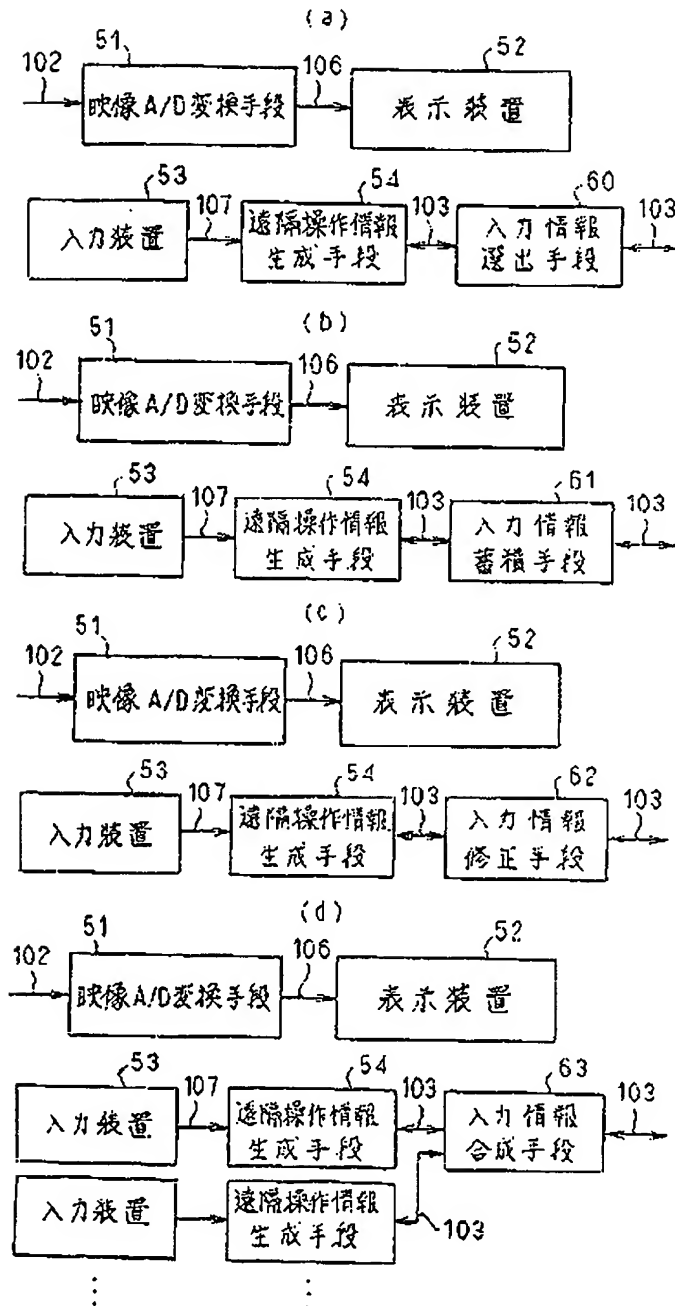 (a)
51
52
102
106
映像A/D変換手段
表示装置
53
54
60
107
103
103
入力装置
遠隔操作情報
生成手段
入力情報
選出手段
(b)
51
52
102
106
映像A/D変換手段
表示装置
53
54
61
107
103
103
入力装置
遠隔操作情報
生成手段
入力情報
蓄積手段
(c)
51
52
102
106
映像A/D変換手段
表示装置
53
54
62
107
103
103
入力装置
遠隔操作情報
生成手段
入力情報
修正手段
(d)
51
52
102
106
映像A/D変換手段
表示装置
53
54
63
107
103
103
入力装置
遠隔操作情報
生成手段
入力情報
合成手段
入力装置
遠隔操作情報
生成手段
103